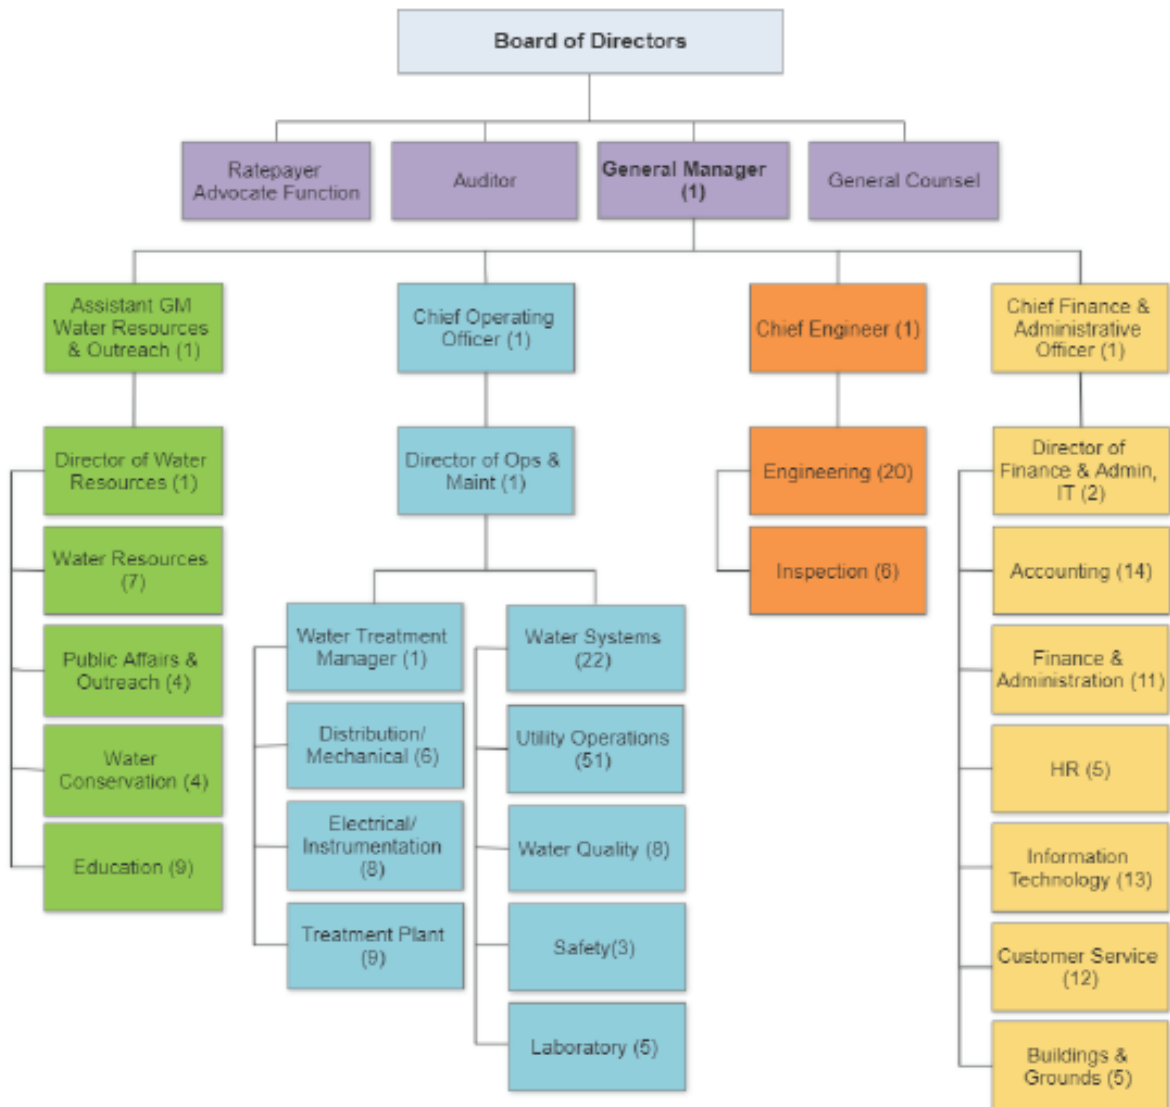 Board of Directors
Ratepayer
Advocate Function
Auditor
General Manager
(1)
General Counsel
Assistant GM
Water Resources
& Outreach (1)
Chief Operating
Officer (1)
Chief Engineer (1)
Chief Finance &
Administrative
Officer (1)
Director of Water
Resources (1)
Water Resources
(7)
Public Affairs &
Outreach (4)
Water
Conservation (4)
Education (9)
Director of Ops &
Maint (1)
Water Treatment
Manager (1)
Distribution/
Mechanical (6)
Electrical/
Instrumentation
(8)
Treatment Plant
(9)
Water Systems
(22)
Utility Operations
(51)
Water Quality (8)
Safety(3)
Laboratory (5)
Engineering (20)
Inspection (6)
Director of
Finance & Admin,
IT (2)
Accounting (14)
Finance &
Administration (11)
HR (5)
Information
Technology (13)
Customer Service
(12)
Buildings &
Grounds (5)